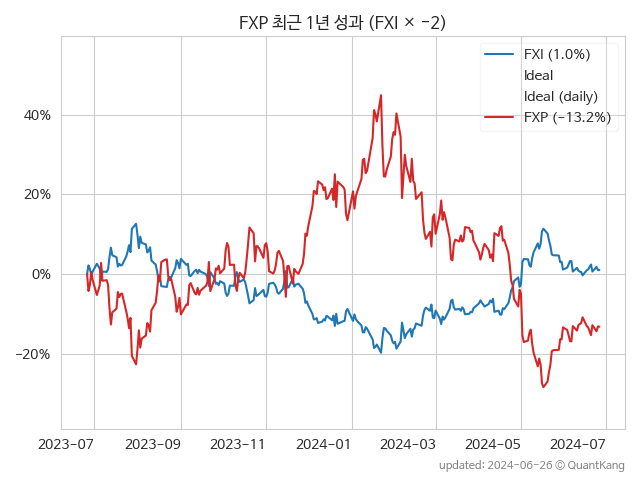 FXP 최근 1년 성과 (FXI × −2)
FXI (1.0%)
Ideal
Ideal (daily)
FXP (−13.2%)
40%
20%
0%
−20%
2023−07
2023−09
2023−11
2024−01
2024−03
2024−05
2024−07
updated: 2024−06−26 © QuantKang